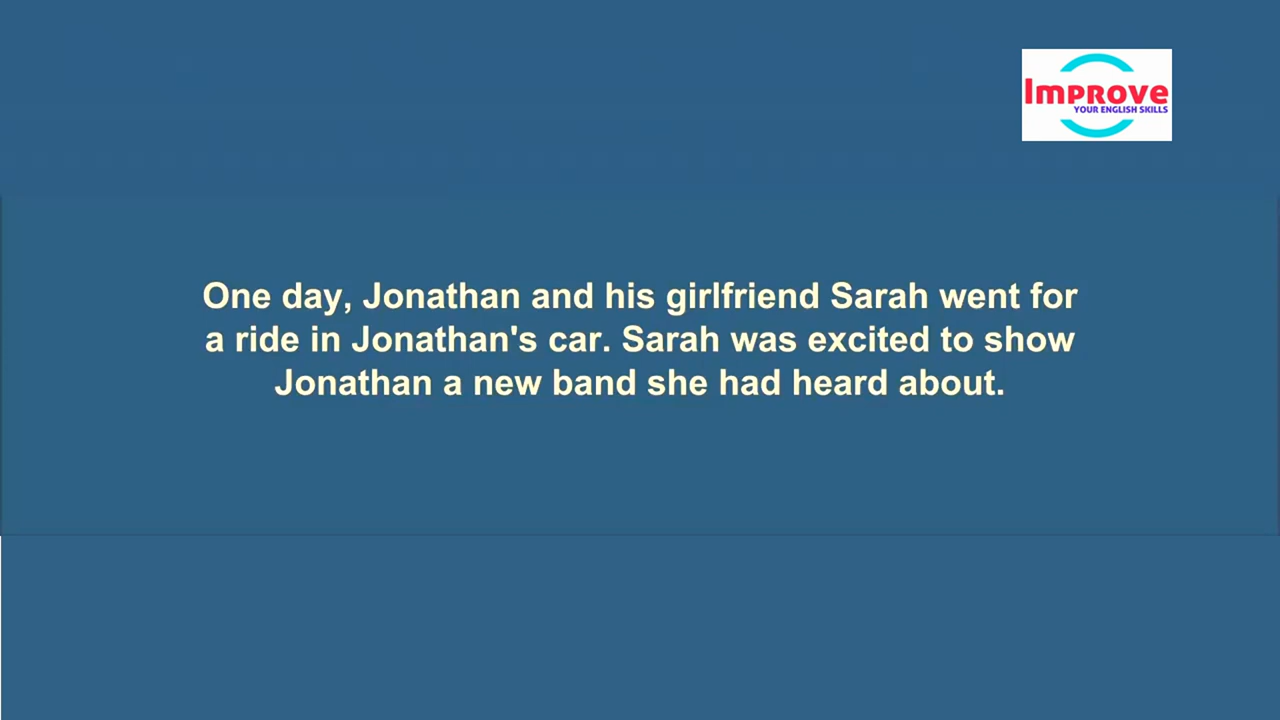 Improve
YOUR ENGLISH SKILLS
One day, Jonathan and his girlfriend Sarah went for
a ride in Jonathan's car. Sarah was excited to show
Jonathan a new band she had heard about.